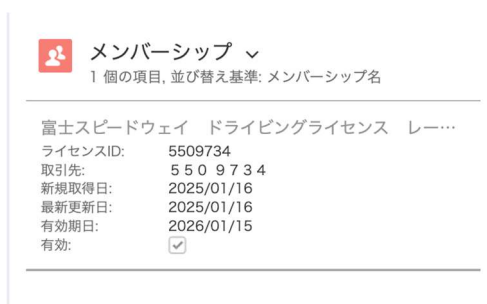 メンバーシップ
1 個の項目, 並び替え基準: メンバーシップ名
富士スピードウェイ　ドライビングライセンス　レー…
ライセンスID: 5509734
取引先: ５５０ ９７３４
新規取得日: 2025/01/16
最新更新日: 2025/01/16
有効期日: 2026/01/15
有効: